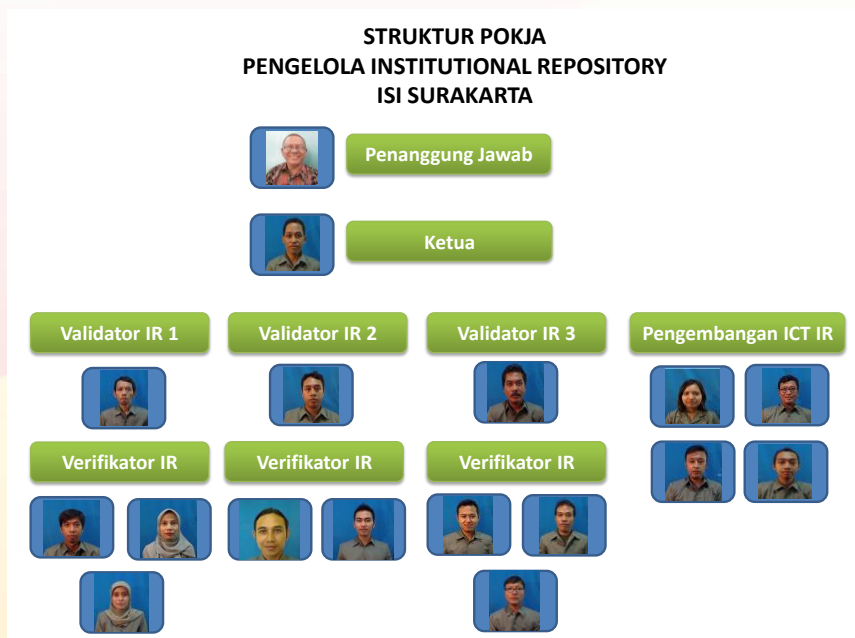 STRUKTUR POKJA
PENGELOLA INSTITUTIONAL REPOSITORY
ISI SURAKARTA
Penanggung Jawab
Ketua
Validator IR 1
Validator IR 2
Validator IR 3
Pengembangan ICT IR
Verifikator IR
Verifikator IR
Verifikator IR